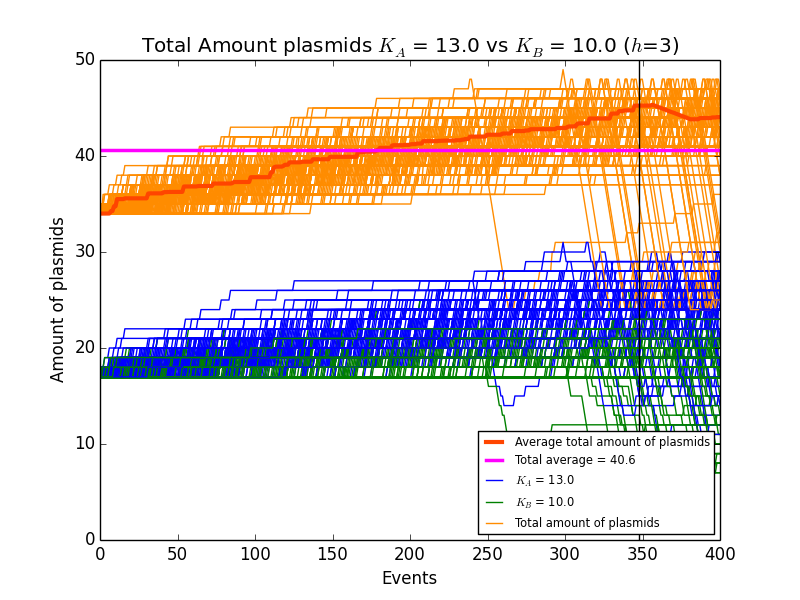 Total Amount plasmids K_A = 13.0 vs K_B = 10.0 (h=3)
50
40
30
20
10
0
Amount of plasmids
Average total amount of plasmids
Total average = 40.6
K_A = 13.0
K_B = 10.0
Total amount of plasmids
0 50 100 150 200 250 300 350 400
Events